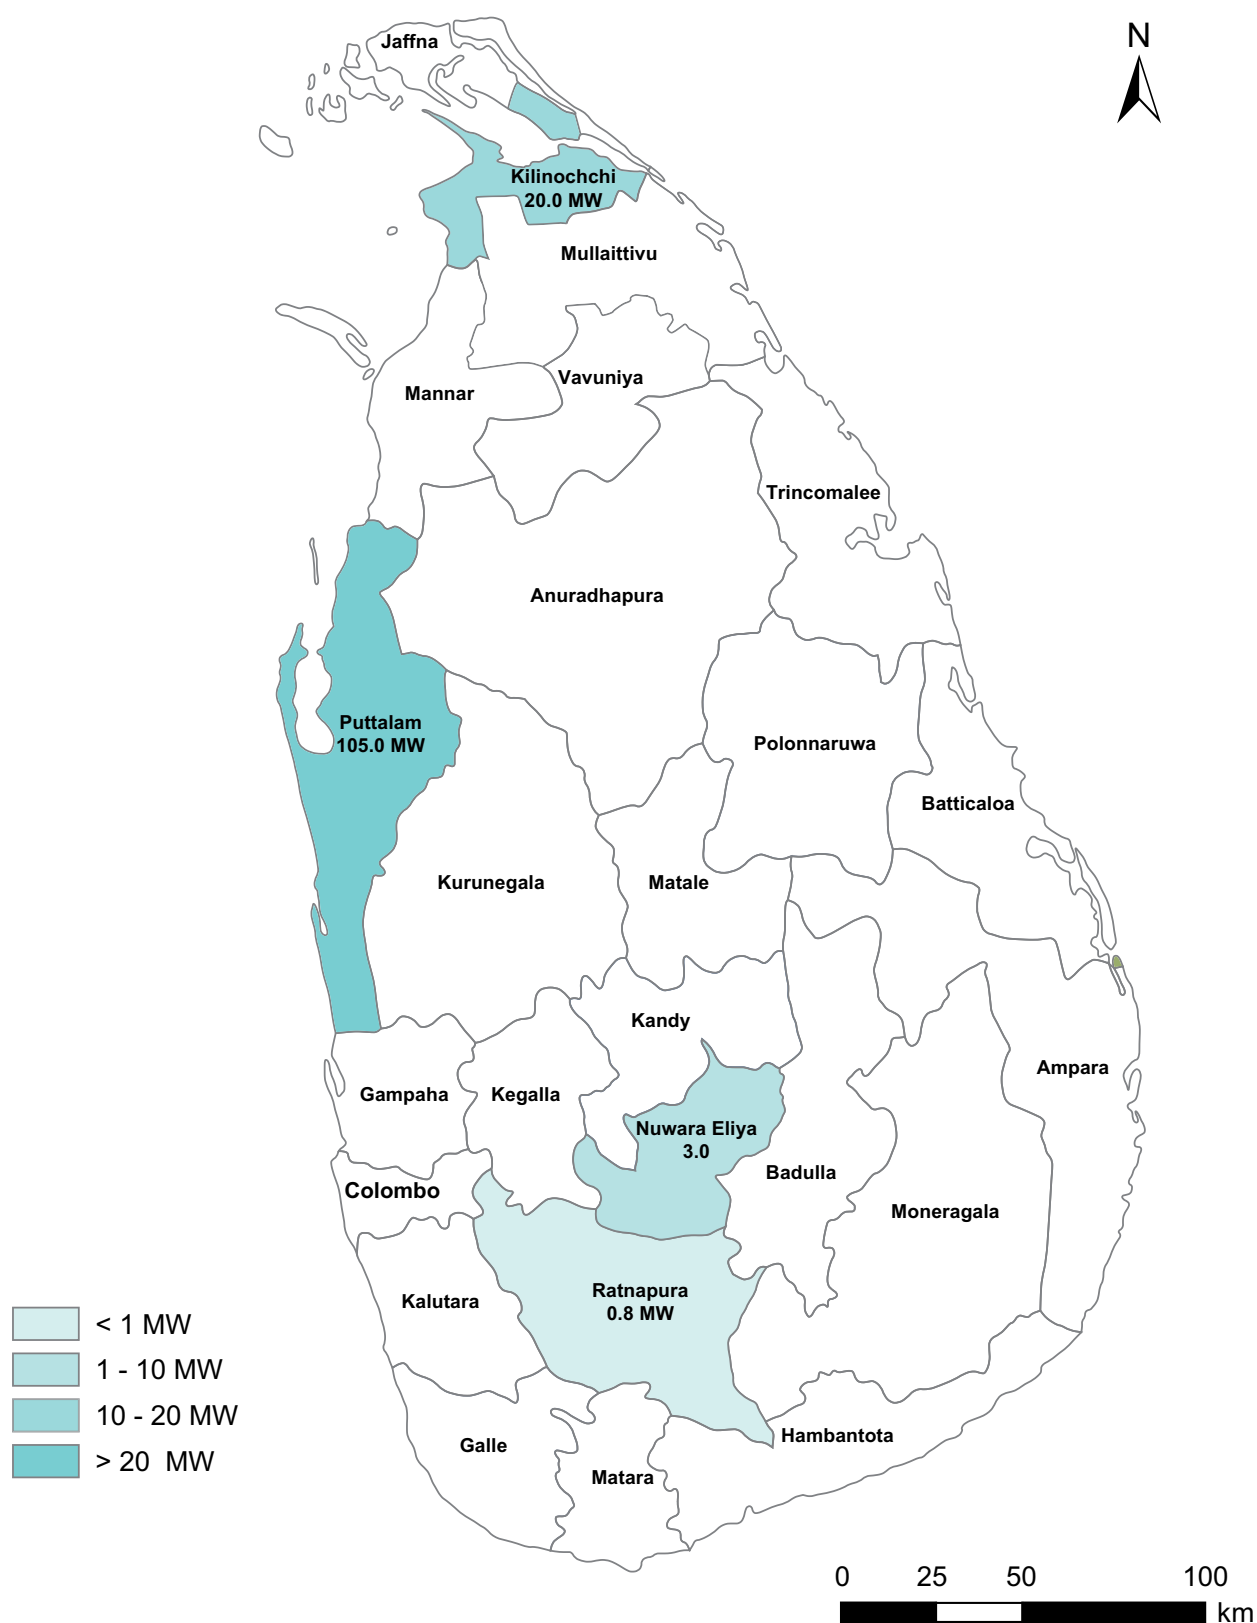 Jaffna
N
Kilinochchi
20.0 MW
Mullaittivu
Vavuniya
Mannar
Trincomalee
Anuradhapura
Puttalam
105.0 MW
Polonnaruwa
Batticaloa
Kurunegala
Matale
Kandy
Ampara
Gampaha
Kegalla
Nuwara Eliya
3.0
Badulla
Colombo
Moneragala
Ratnapura
0.8 MW
Kalutara
< 1 MW
1 - 10 MW
10 - 20 MW
> 20 MW
Hambantota
Galle
Matara
0 25 50 100
km